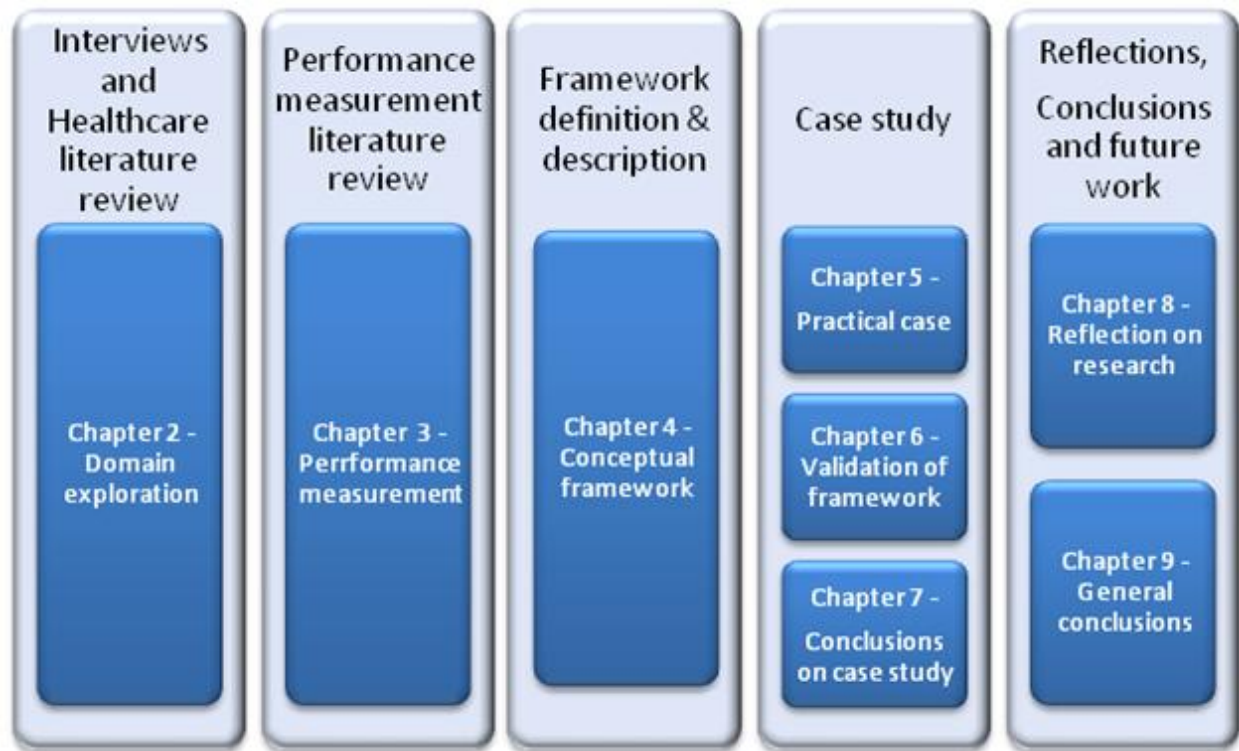 Interviews
and
Healthcare
literature
review
Chapter 2 -
Domain
exploration
Performance
measurement
literature
review
Chapter 3 -
Perrformance
measurement
Framework
definition &
description
Chapter 4 -
Conceptual
framework
Case study
Chapter 5 -
Practical case
Chapter 6 -
Validation of
framework
Chapter 7 -
Conclusions
on case study
Reflections,
Conclusions
and future
work
Chapter 8 -
Reflection on
research
Chapter 9 -
General
conclusions